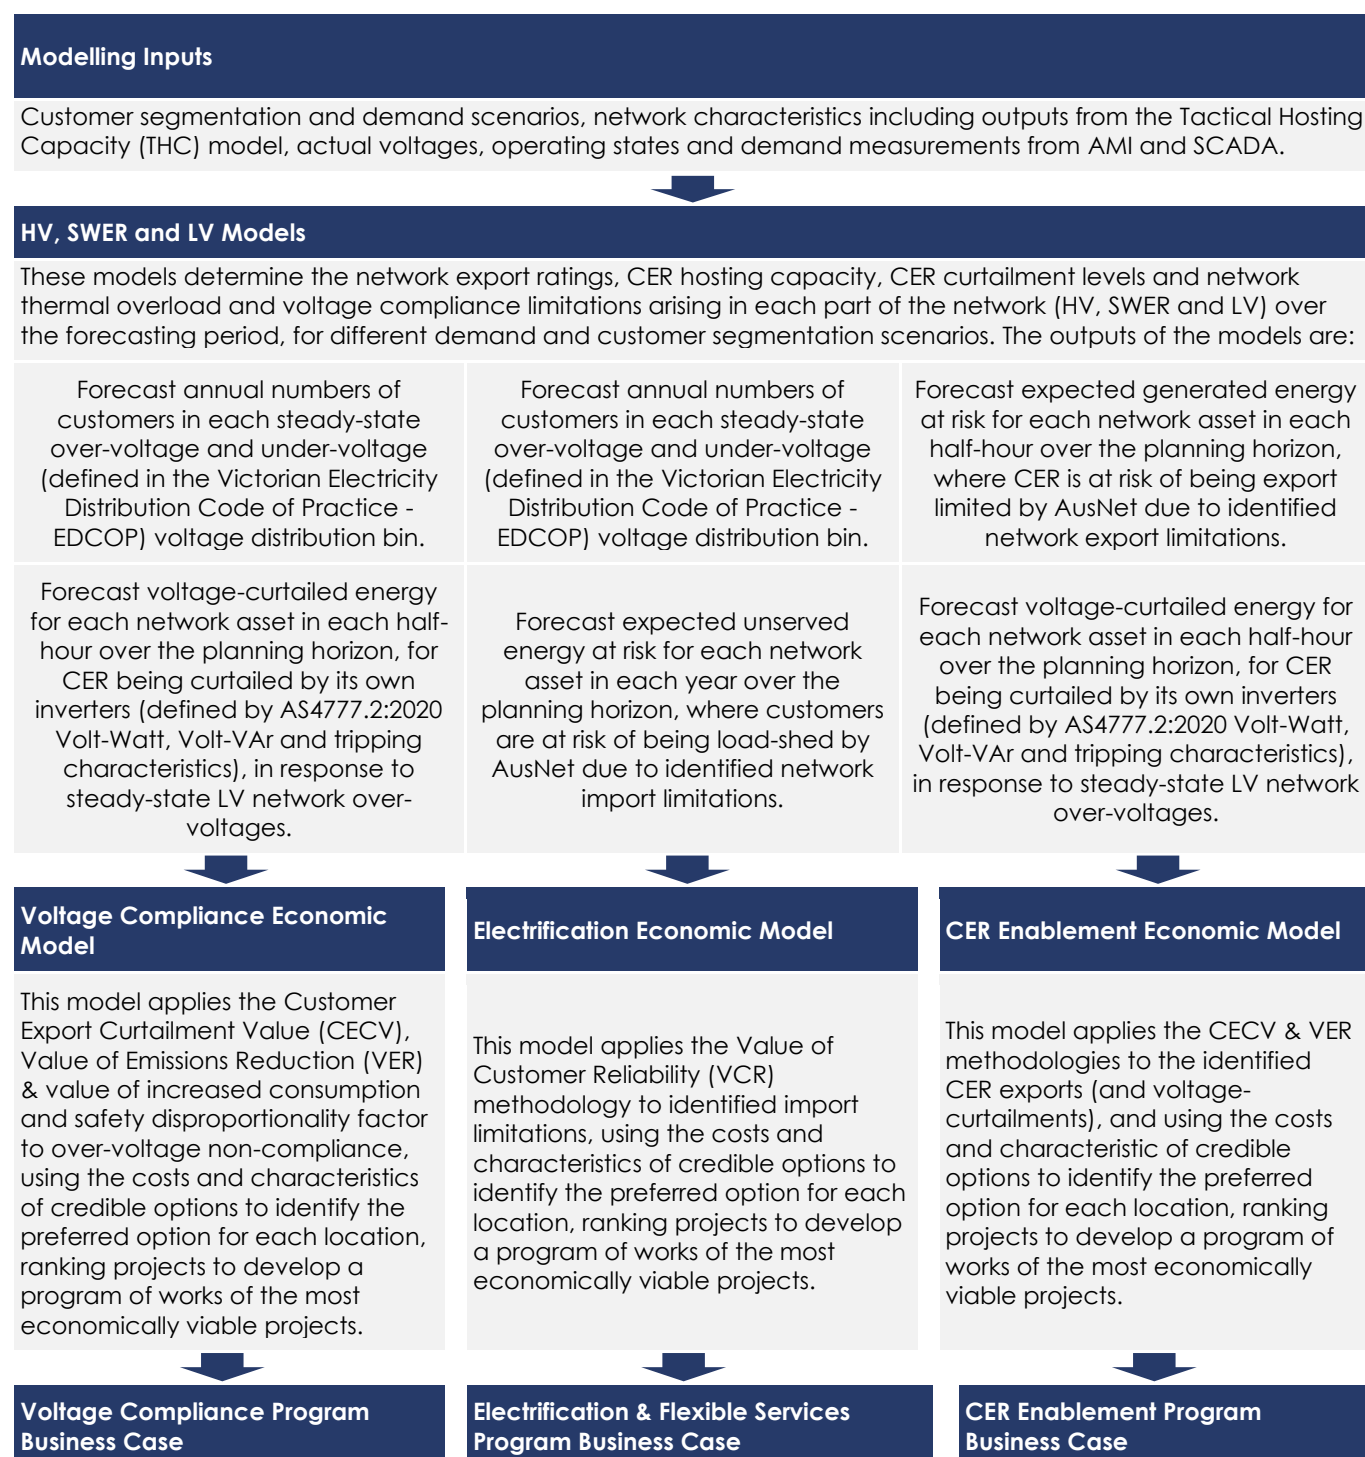 Modelling Inputs
Customer segmentation and demand scenarios, network characteristics including outputs from the Tactical Hosting
Capacity (THC) model, actual voltages, operating states and demand measurements from AMI and SCADA.
HV, SWER and LV Models
These models determine the network export ratings, CER hosting capacity, CER curtailment levels and network
thermal overload and voltage compliance limitations arising in each part of the network (HV, SWER and LV) over
the forecasting period, for different demand and customer segmentation scenarios. The outputs of the models are:
Forecast annual numbers of
customers in each steady-state
over-voltage and under-voltage
(defined in the Victorian Electricity
Distribution Code of Practice -
EDCOP) voltage distribution bin.
Forecast annual numbers of
customers in each steady-state
over-voltage and under-voltage
(defined in the Victorian Electricity
Distribution Code of Practice -
EDCOP) voltage distribution bin.
Forecast expected generated energy
at risk for each network asset in each
half-hour over the planning horizon,
where CER is at risk of being export
limited by AusNet due to identified
network export limitations.
Forecast voltage-curtailed energy
for each network asset in each half-
hour over the planning horizon, for
CER being curtailed by its own
inverters (defined by AS4777.2:2020
Volt-Watt, Volt-VAr and tripping
characteristics), in response to
steady-state LV network over-
voltages.
Forecast expected unserved
energy at risk for each network
asset in each year over the
planning horizon, where customers
are at risk of being load-shed by
AusNet due to identified network
import limitations.
Forecast voltage-curtailed energy for
each network asset in each half-hour
over the planning horizon, for CER
being curtailed by its own inverters
(defined by AS4777.2:2020 Volt-Watt,
Volt-VAr and tripping characteristics),
in response to steady-state LV network
over-voltages.
Voltage Compliance Economic
Model
This model applies the Customer
Export Curtailment Value (CECV),
Value of Emissions Reduction (VER)
& value of increased consumption
and safety disproportionality factor
to over-voltage non-compliance,
using the costs and characteristics
of credible options to identify the
preferred option for each location,
ranking projects to develop a
program of works of the most
economically viable projects.
Electrification Economic Model
This model applies the Value of
Customer Reliability (VCR)
methodology to identified import
limitations, using the costs and
characteristics of credible options to
identify the preferred option for each
location, ranking projects to develop
a program of works of the most
economically viable projects.
CER Enablement Economic Model
This model applies the CECV & VER
methodologies to the identified
CER exports (and voltage-
curtailments), and using the costs
and characteristic of credible
options to identify the preferred
option for each location, ranking
projects to develop a program of
works of the most economically
viable projects.
Voltage Compliance Program
Business Case
Electrification & Flexible Services
Program Business Case
CER Enablement Program
Business Case